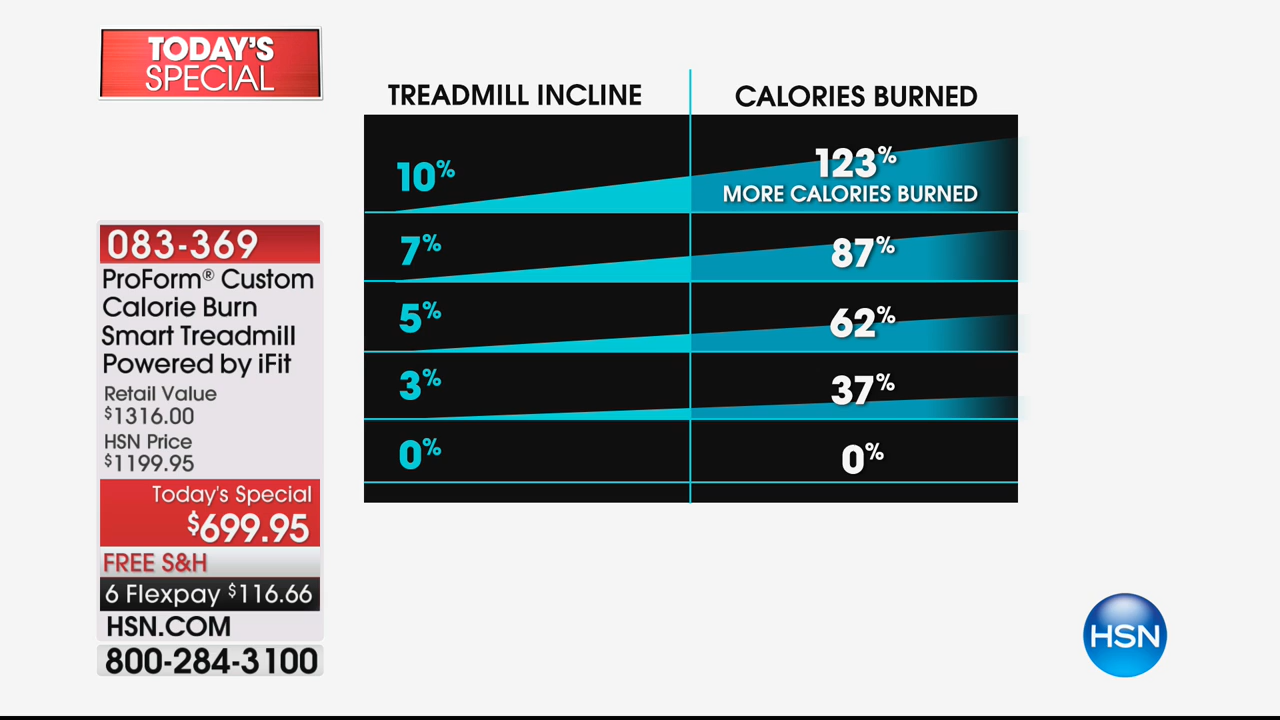 TODAY'S
SPECIAL
TREADMILL INCLINE CALORIES BURNED
10% 123%
MORE CALORIES BURNED
7% 87%
5% 62%
3% 37%
0% 0%
083-369
ProForm® Custom
Calorie Burn
Smart Treadmill
Powered by iFit
Retail Value
$1316.00
HSN Price
$1199.95
Today's Special
$699.95
FREE S&H
6 Flexpay $116.66
HSN.COM
800-284-3100
HSN